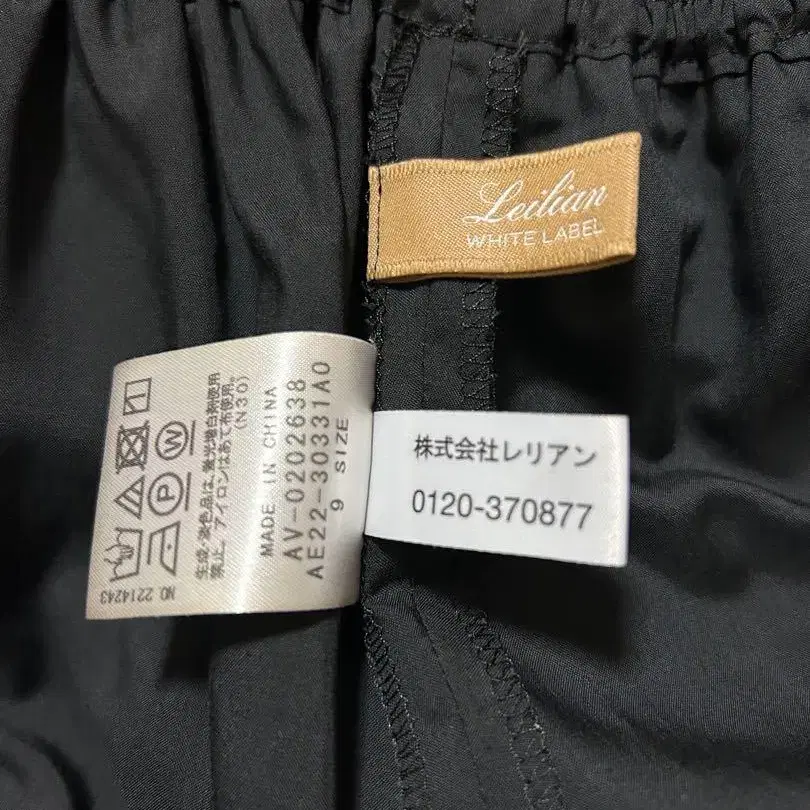 Leilian
WHITE LABEL
株式会社レリアン
0120-370877
P W
生成/淡色品は、蛍光増白剤使用
禁止。アイロンはあて布使用。
(N30)
MADE IN CHINA
AV-0202638
AE22-30331A0
9 SIZE
NO. 2214243